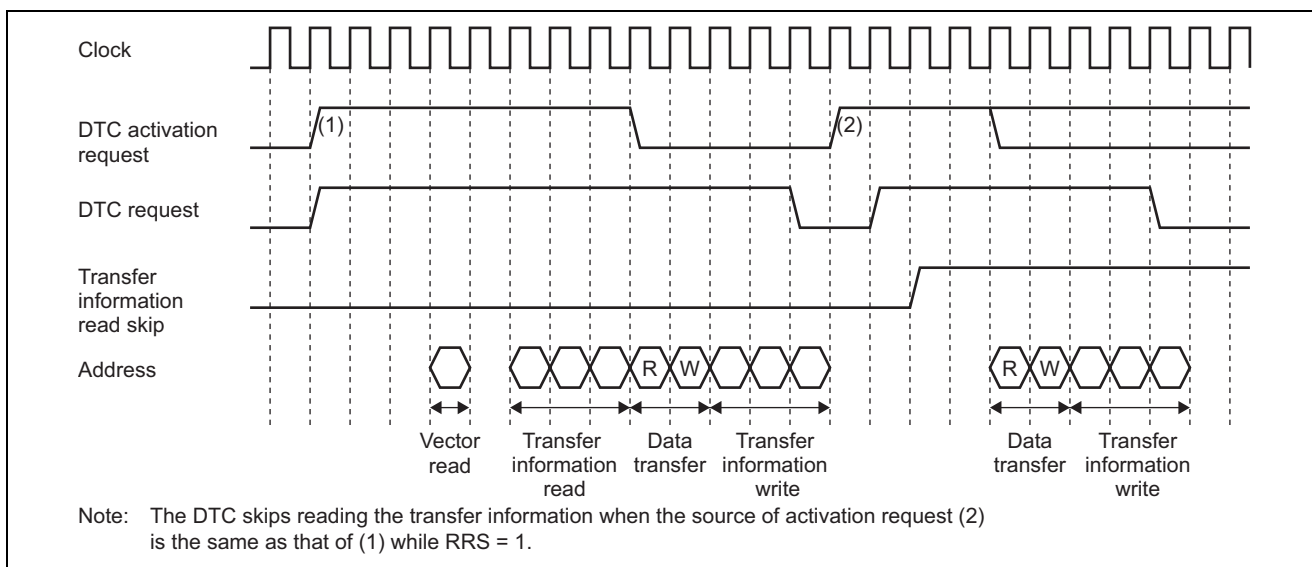 Clock
DTC activation
request
(1)
(2)
DTC request
Transfer
information
read skip
Address
R
W
R
W
Vector
read
Transfer
information
read
Data
transfer
Transfer
information
write
Data
transfer
Transfer
information
write
Note: The DTC skips reading the transfer information when the source of activation request (2)
is the same as that of (1) while RRS = 1.